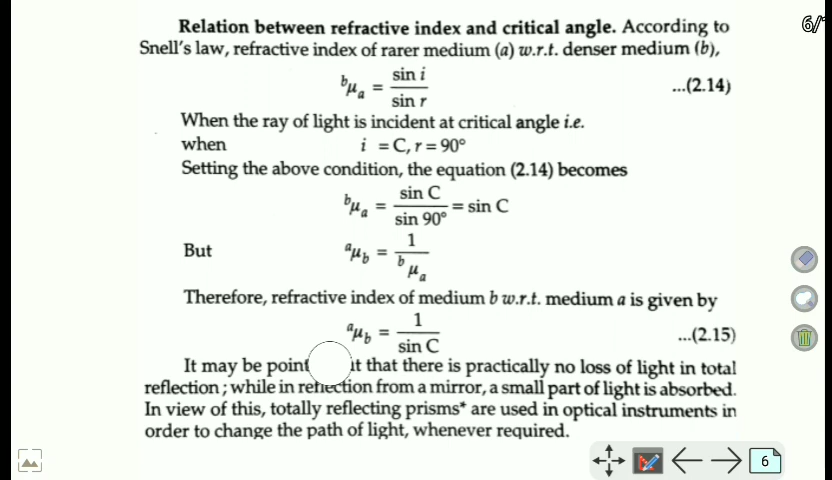 Relation between refractive index and critical angle. According to
6/
Snell's law, refractive index of rarer medium (a) w.r.t. denser medium (b),
ᵇμₐ = sin i / sin r ...(2.14)
When the ray of light is incident at critical angle i.e.
when i = C, r = 90°
Setting the above condition, the equation (2.14) becomes
ᵇμₐ = sin C / sin 90° = sin C
But ᵃμ_b = 1 / ᵇμₐ
Therefore, refractive index of medium b w.r.t. medium a is given by
ᵃμ_b = 1 / sin C ...(2.15)
It may be that there is practically no loss of light in total
reflection ; while in reflection from a mirror, a small part of light is absorbed.
In view of this, totally reflecting prisms* are used in optical instruments in
order to change the path of light, whenever required.
6